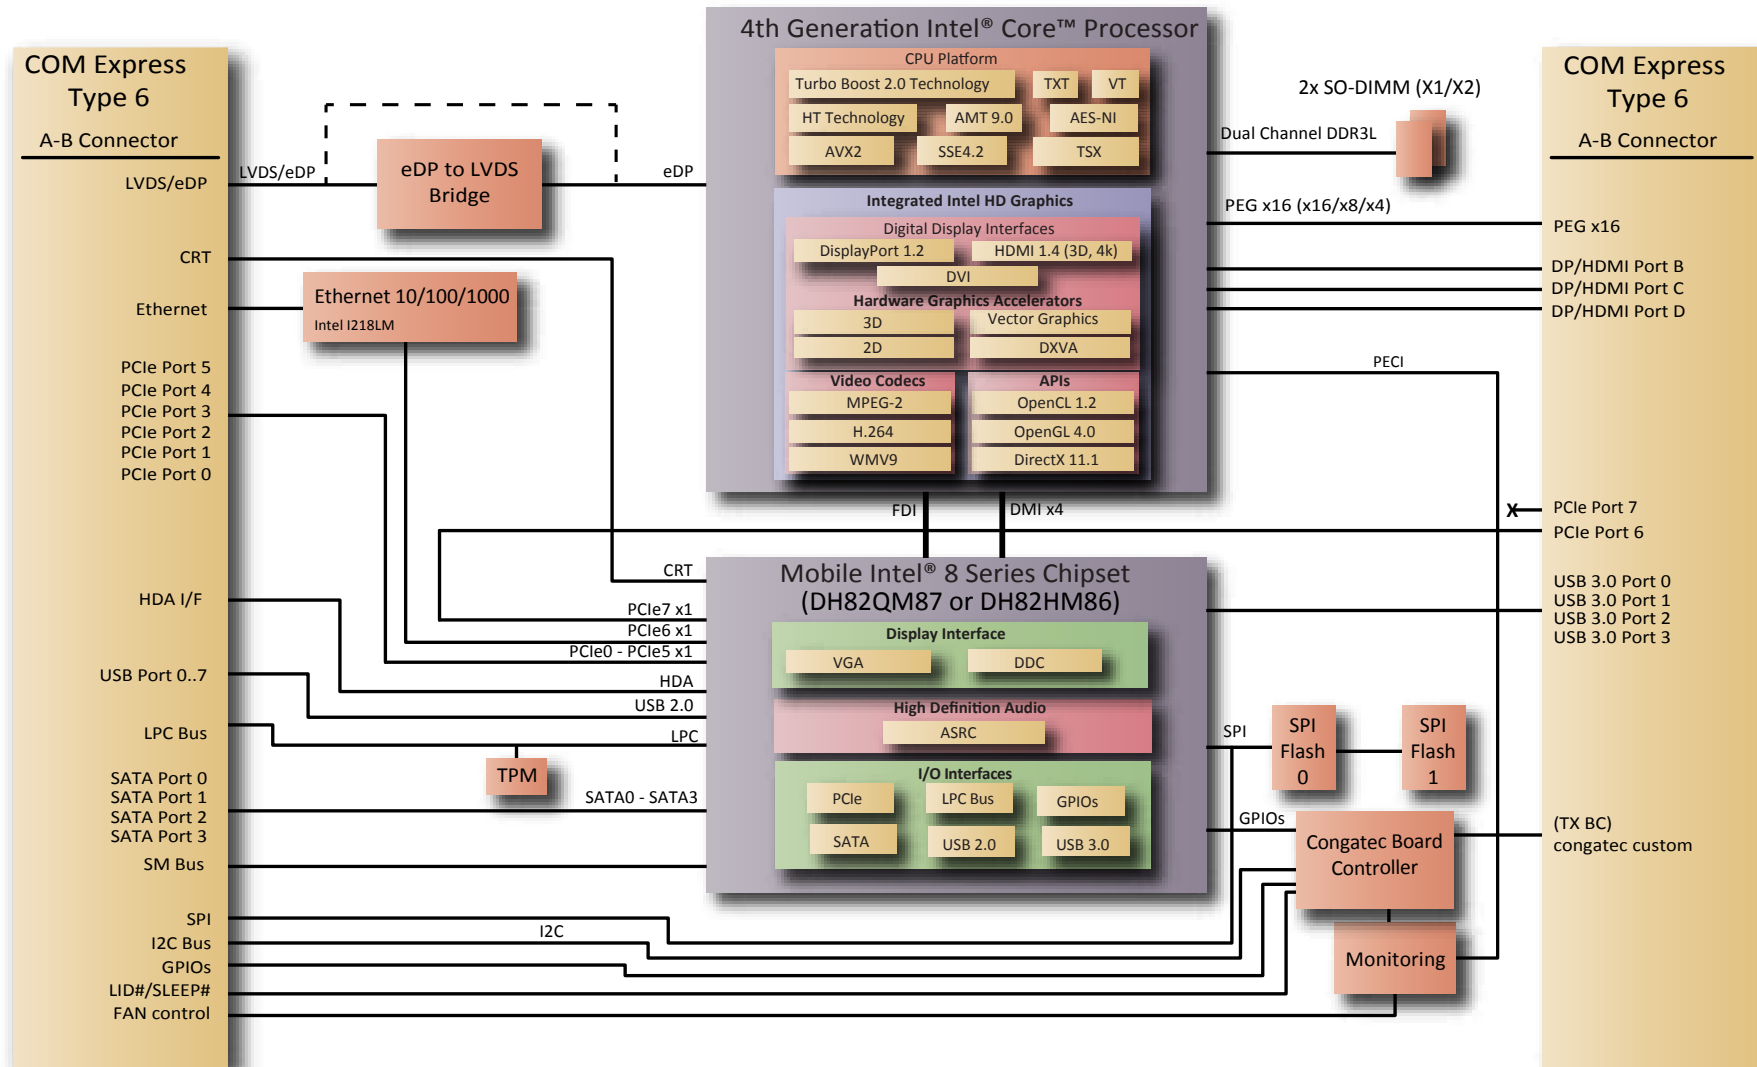 COM Express
Type 6
A-B Connector
LVDS/eDP
CRT
Ethernet
PCIe Port 5
PCIe Port 4
PCIe Port 3
PCIe Port 2
PCIe Port 1
PCIe Port 0
HDA I/F
USB Port 0..7
LPC Bus
SATA Port 0
SATA Port 1
SATA Port 2
SATA Port 3
SM Bus
SPI
I2C Bus
GPIOs
LID#/SLEEP#
FAN control
LVDS/eDP
eDP to LVDS
Bridge
eDP
Ethernet 10/100/1000
Intel I218LM
4th Generation Intel® Core™ Processor
CPU Platform
Turbo Boost 2.0 Technology
TXT
VT
HT Technology
AMT 9.0
AES-NI
AVX2
SSE4.2
TSX
Integrated Intel HD Graphics
Digital Display Interfaces
DisplayPort 1.2
HDMI 1.4 (3D, 4k)
DVI
Hardware Graphics Accelerators
3D
Vector Graphics
2D
DXVA
Video Codecs
APIs
MPEG-2
OpenCL 1.2
H.264
OpenGL 4.0
WMV9
DirectX 11.1
FDI
DMI x4
CRT
PCIe7 x1
PCIe6 x1
PCIe0 - PCIe5 x1
HDA
USB 2.0
LPC
TPM
SATA0 - SATA3
I2C
Mobile Intel® 8 Series Chipset
(DH82QM87 or DH82HM86)
Display Interface
VGA
DDC
High Definition Audio
ASRC
I/O Interfaces
PCIe
LPC Bus
GPIOs
SATA
USB 2.0
USB 3.0
2x SO-DIMM (X1/X2)
Dual Channel DDR3L
PEG x16 (x16/x8/x4)
PECI
X
SPI
SPI
Flash
0
SPI
Flash
1
GPIOs
Congatec Board
Controller
Monitoring
COM Express
Type 6
A-B Connector
PEG x16
DP/HDMI Port B
DP/HDMI Port C
DP/HDMI Port D
PCIe Port 7
PCIe Port 6
USB 3.0 Port 0
USB 3.0 Port 1
USB 3.0 Port 2
USB 3.0 Port 3
(TX BC)
congatec custom